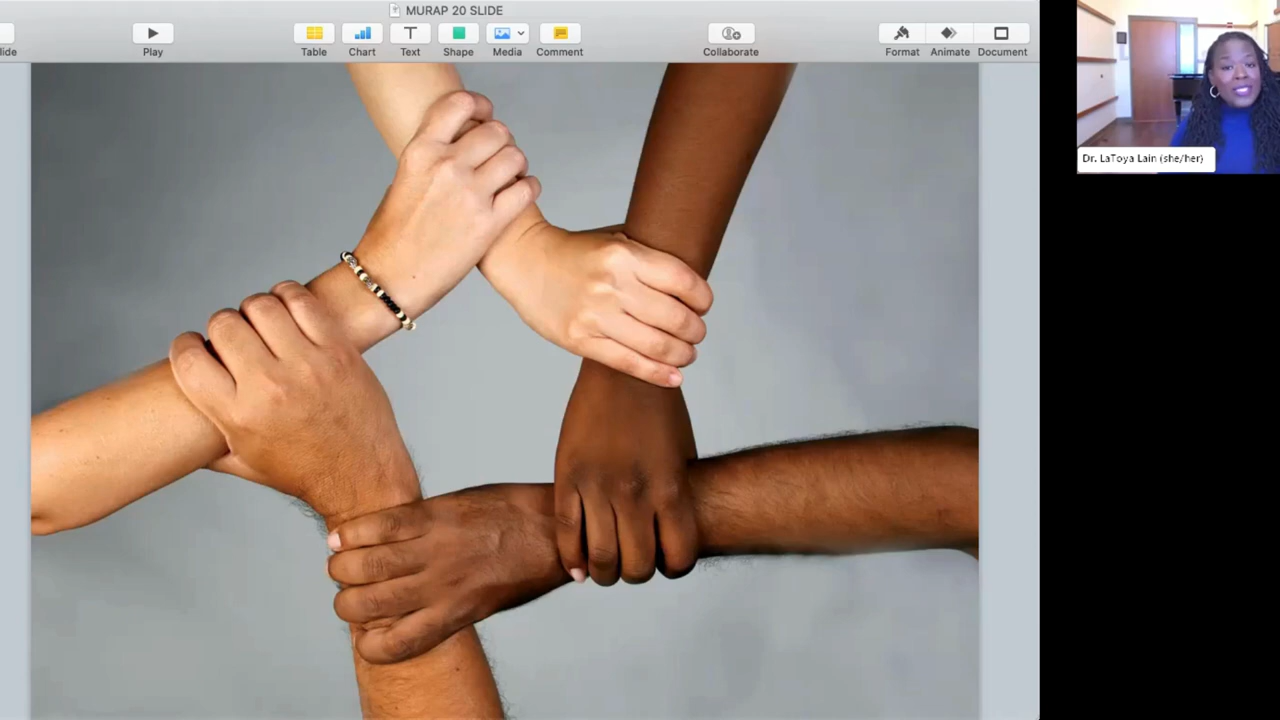 MURAP 20 SLIDE
lide
Play
Table
Chart
Text
Shape
Media
Comment
Collaborate
Format
Animate
Document
Dr. LaToya Lain (she/her)